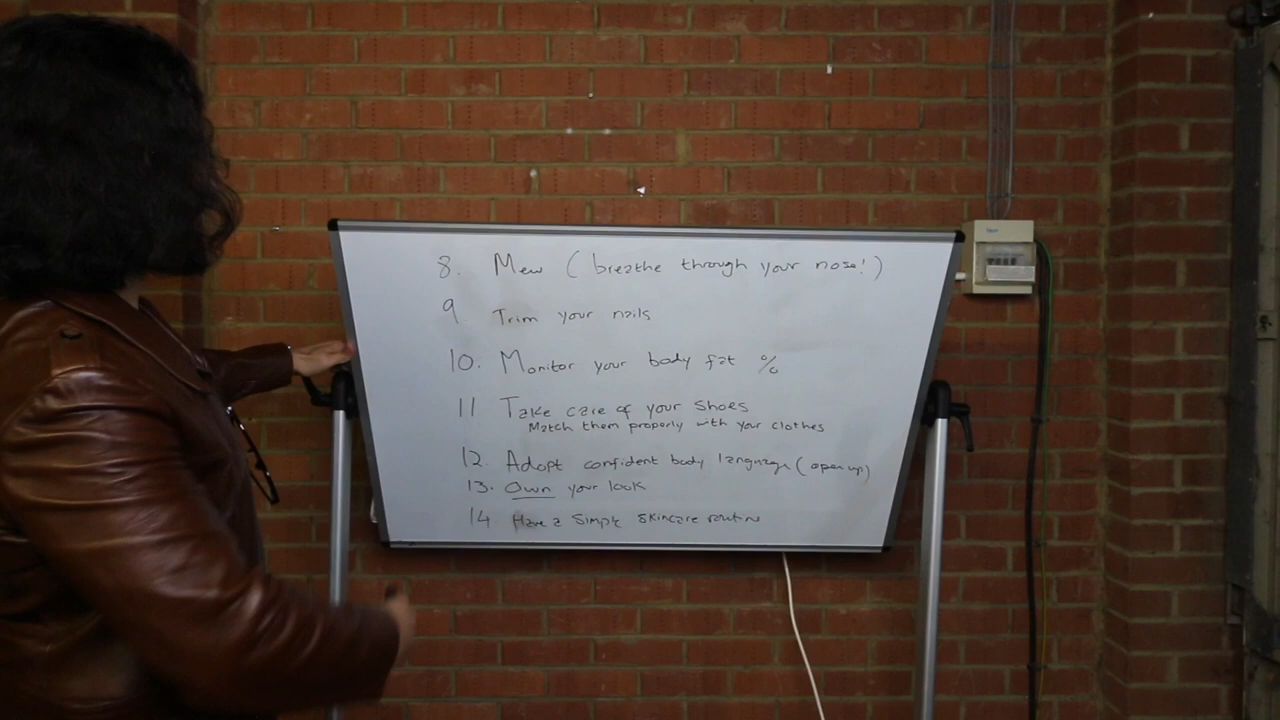 8. Mew (breathe through your nose!)
9 Trim your nails
10. Monitor your body fat %
11 Take care of your shoes
Match them properly with your clothes
12. Adopt confident body language (open up)
13. Own your look
14 Have a simple skincare routine